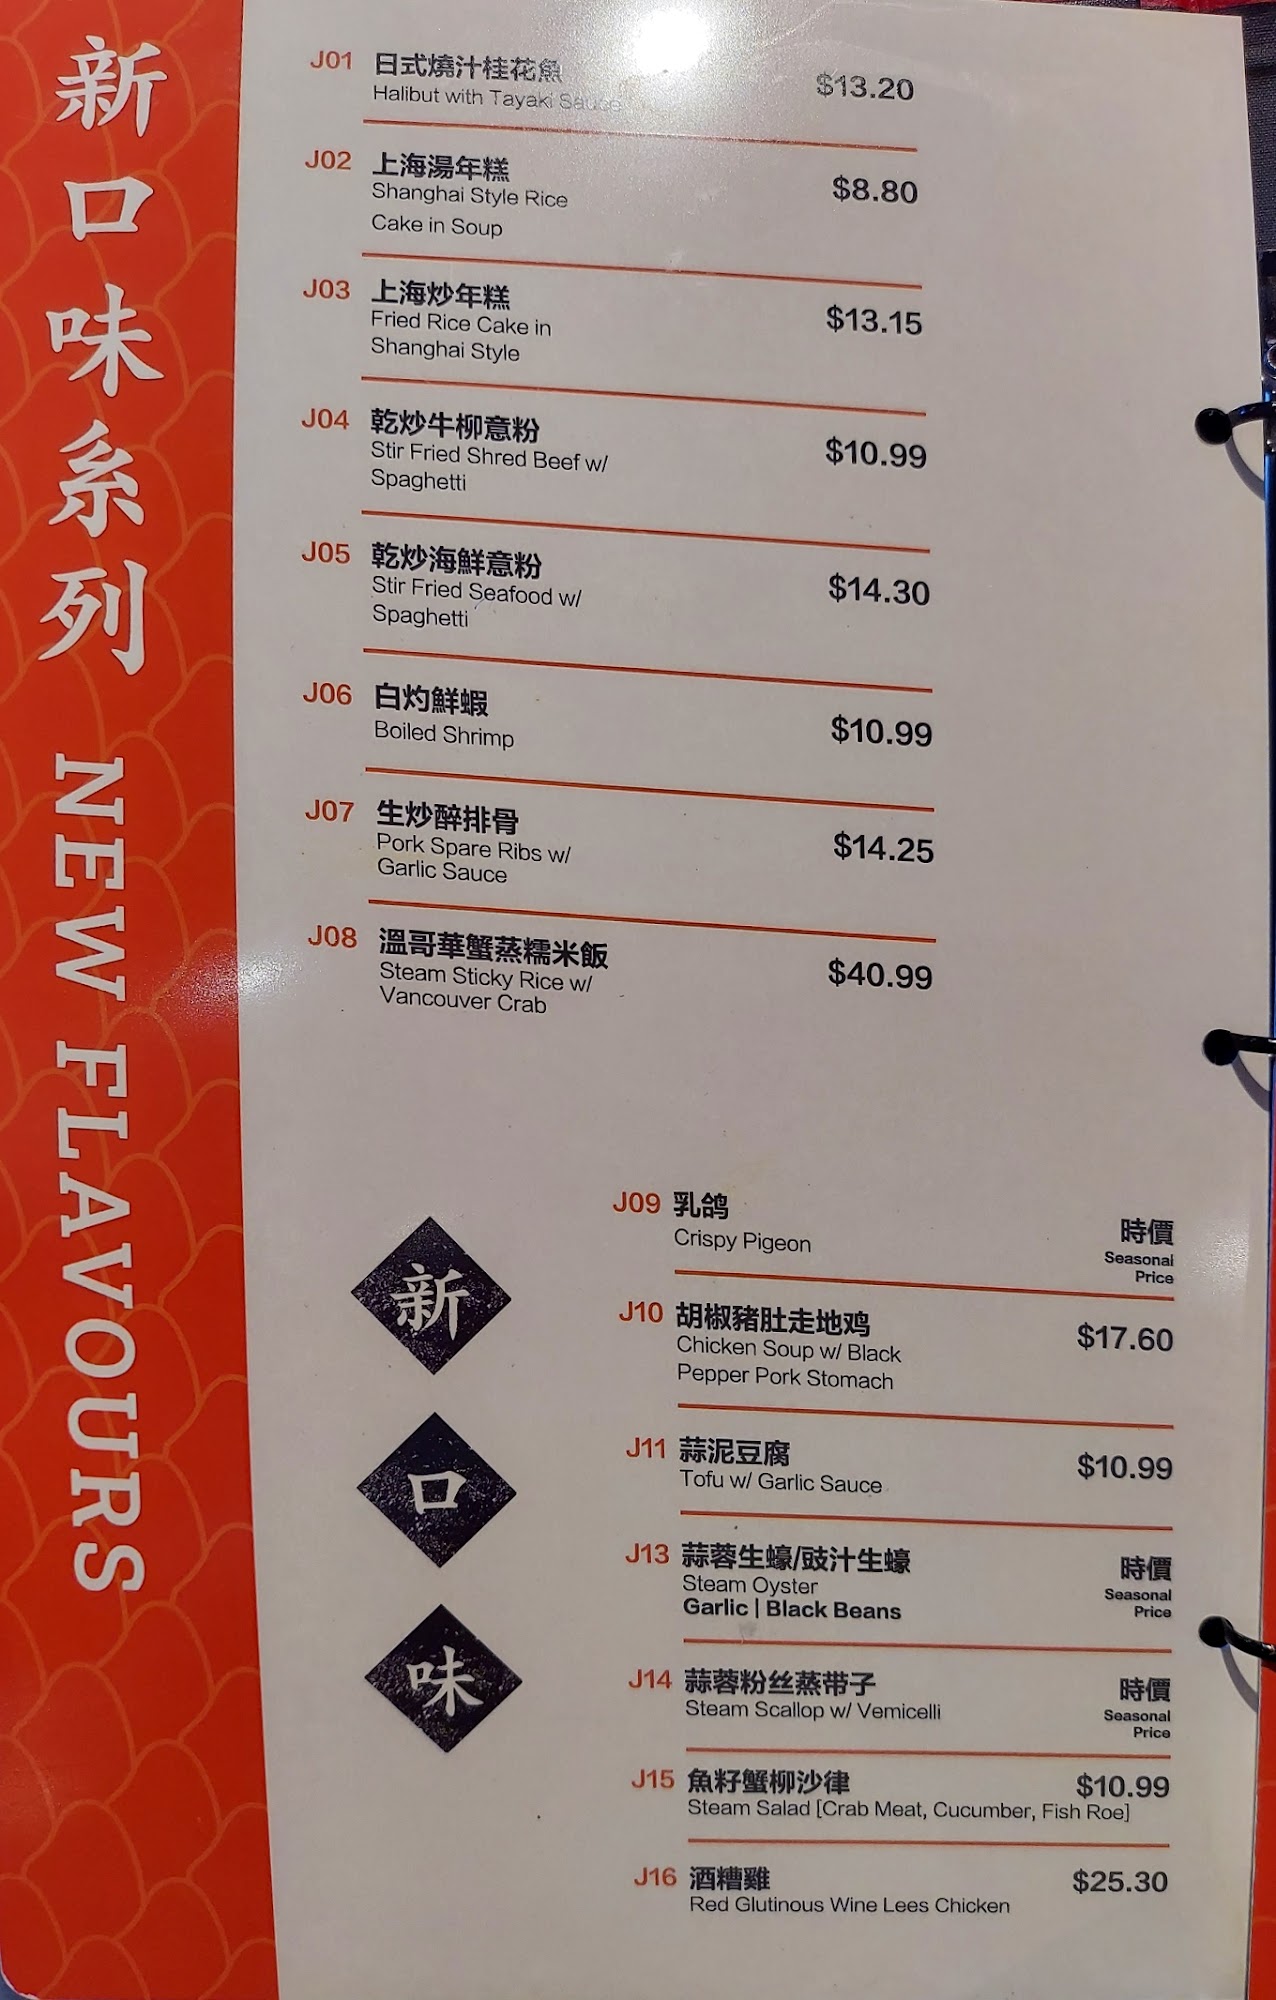 新口味系列 NEW FLAVOURS
J01 日式燒汁桂花魚 $13.20
Halibut with Tayaki Sauce
J02 上海湯年糕 $8.80
Shanghai Style Rice
Cake in Soup
J03 上海炒年糕 $13.15
Fried Rice Cake in
Shanghai Style
J04 乾炒牛柳意粉 $10.99
Stir Fried Shred Beef w/
Spaghetti
J05 乾炒海鮮意粉 $14.30
Stir Fried Seafood w/
Spaghetti
J06 白灼鮮蝦 $10.99
Boiled Shrimp
J07 生炒醉排骨 $14.25
Pork Spare Ribs w/
Garlic Sauce
J08 溫哥華蟹蒸糯米飯 $40.99
Steam Sticky Rice w/
Vancouver Crab
新
口
味
J09 乳鸽 時價
Crispy Pigeon Seasonal
Price
J10 胡椒豬肚走地鸡 $17.60
Chicken Soup w/ Black
Pepper Pork Stomach
J11 蒜泥豆腐 $10.99
Tofu w/ Garlic Sauce
J13 蒜蓉生蠔/豉汁生蠔 時價
Steam Oyster Seasonal
Garlic | Black Beans Price
J14 蒜蓉粉丝蒸带子 時價
Steam Scallop w/ Vemicelli Seasonal
Price
J15 魚籽蟹柳沙律 $10.99
Steam Salad [Crab Meat, Cucumber, Fish Roe]
J16 酒糟雞 $25.30
Red Glutinous Wine Lees Chicken